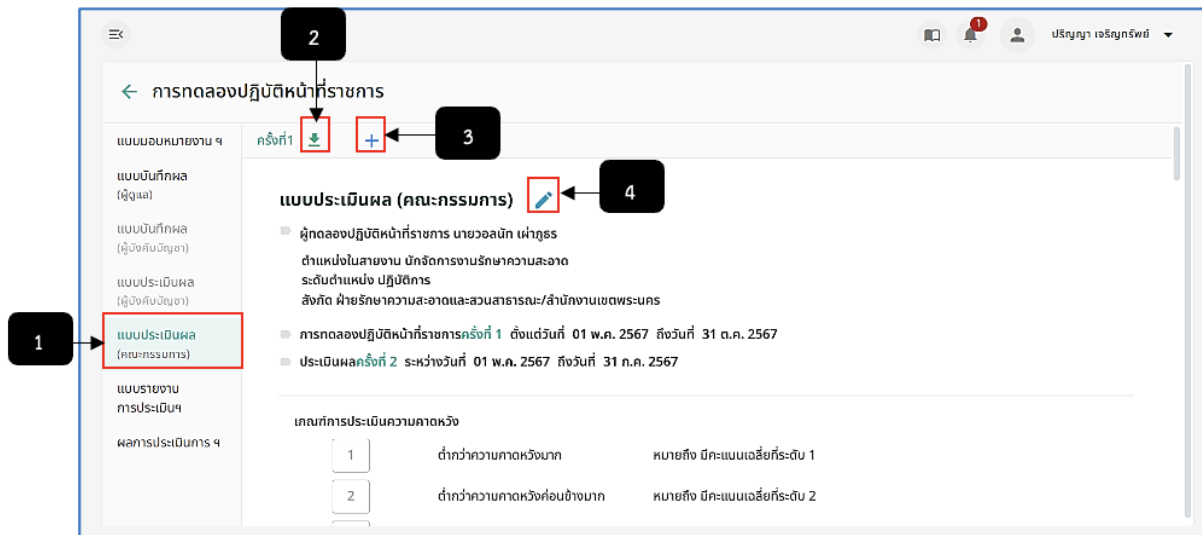 2
1
ปริญญา เจริญทรัพย์
การทดลองปฏิบัติหน้าที่ราชการ
แบบมอบหมายงาน ฯ
ครั้งที่1
3
แบบบันทึกผล
(ผู้ดูแล)
แบบบันทึกผล
(ผู้บังคับบัญชา)
แบบประเมินผล
(ผู้บังคับบัญชา)
1
แบบประเมินผล
(คณะกรรมการ)
แบบรายงาน
การประเมินฯ
ผลการประเมินการ ฯ
แบบประเมินผล (คณะกรรมการ)
4
ผู้ทดลองปฏิบัติหน้าที่ราชการ นายวอลนัท เผ่าภูธร
ตำแหน่งในสายงาน นักจัดการงานรักษาความสะอาด
ระดับตำแหน่ง ปฏิบัติการ
สังกัด ฝ่ายรักษาความสะอาดและสวนสาธารณะ/สำนักงานเขตพระนคร
การทดลองปฏิบัติหน้าที่ราชการครั้งที่ 1 ตั้งแต่วันที่ 01 พ.ค. 2567 ถึงวันที่ 31 ต.ค. 2567
ประเมินผลครั้งที่ 2 ระหว่างวันที่ 01 พ.ค. 2567 ถึงวันที่ 31 ก.ค. 2567
เกณฑ์การประเมินความคาดหวัง
1 ต่ำกว่าความคาดหวังมาก หมายถึง มีคะแนนเฉลี่ยที่ระดับ 1
2 ต่ำกว่าความคาดหวังค่อนข้างมาก หมายถึง มีคะแนนเฉลี่ยที่ระดับ 2